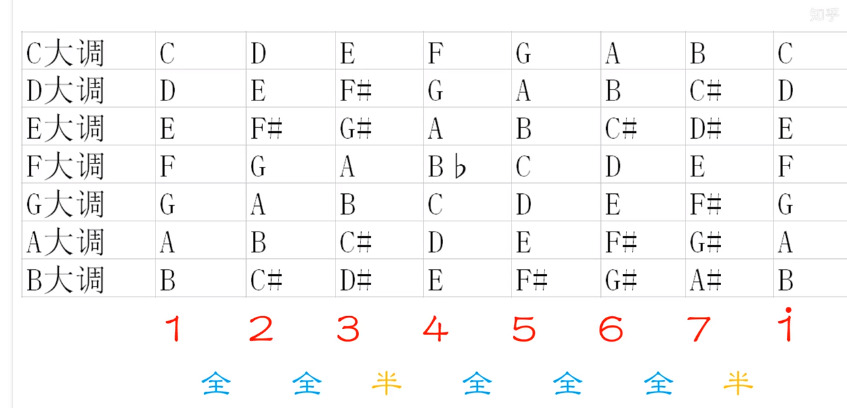 知乎
C大调 C D E F G A B C
D大调 D E F# G A B C# D
E大调 E F# G# A B C# D# E
F大调 F G A B♭ C D E F
G大调 G A B C D E F# G
A大调 A B C# D E F# G# A
B大调 B C# D# E F# G# A# B
1 2 3 4 5 6 7 1̇
全 全 半 全 全 全 半